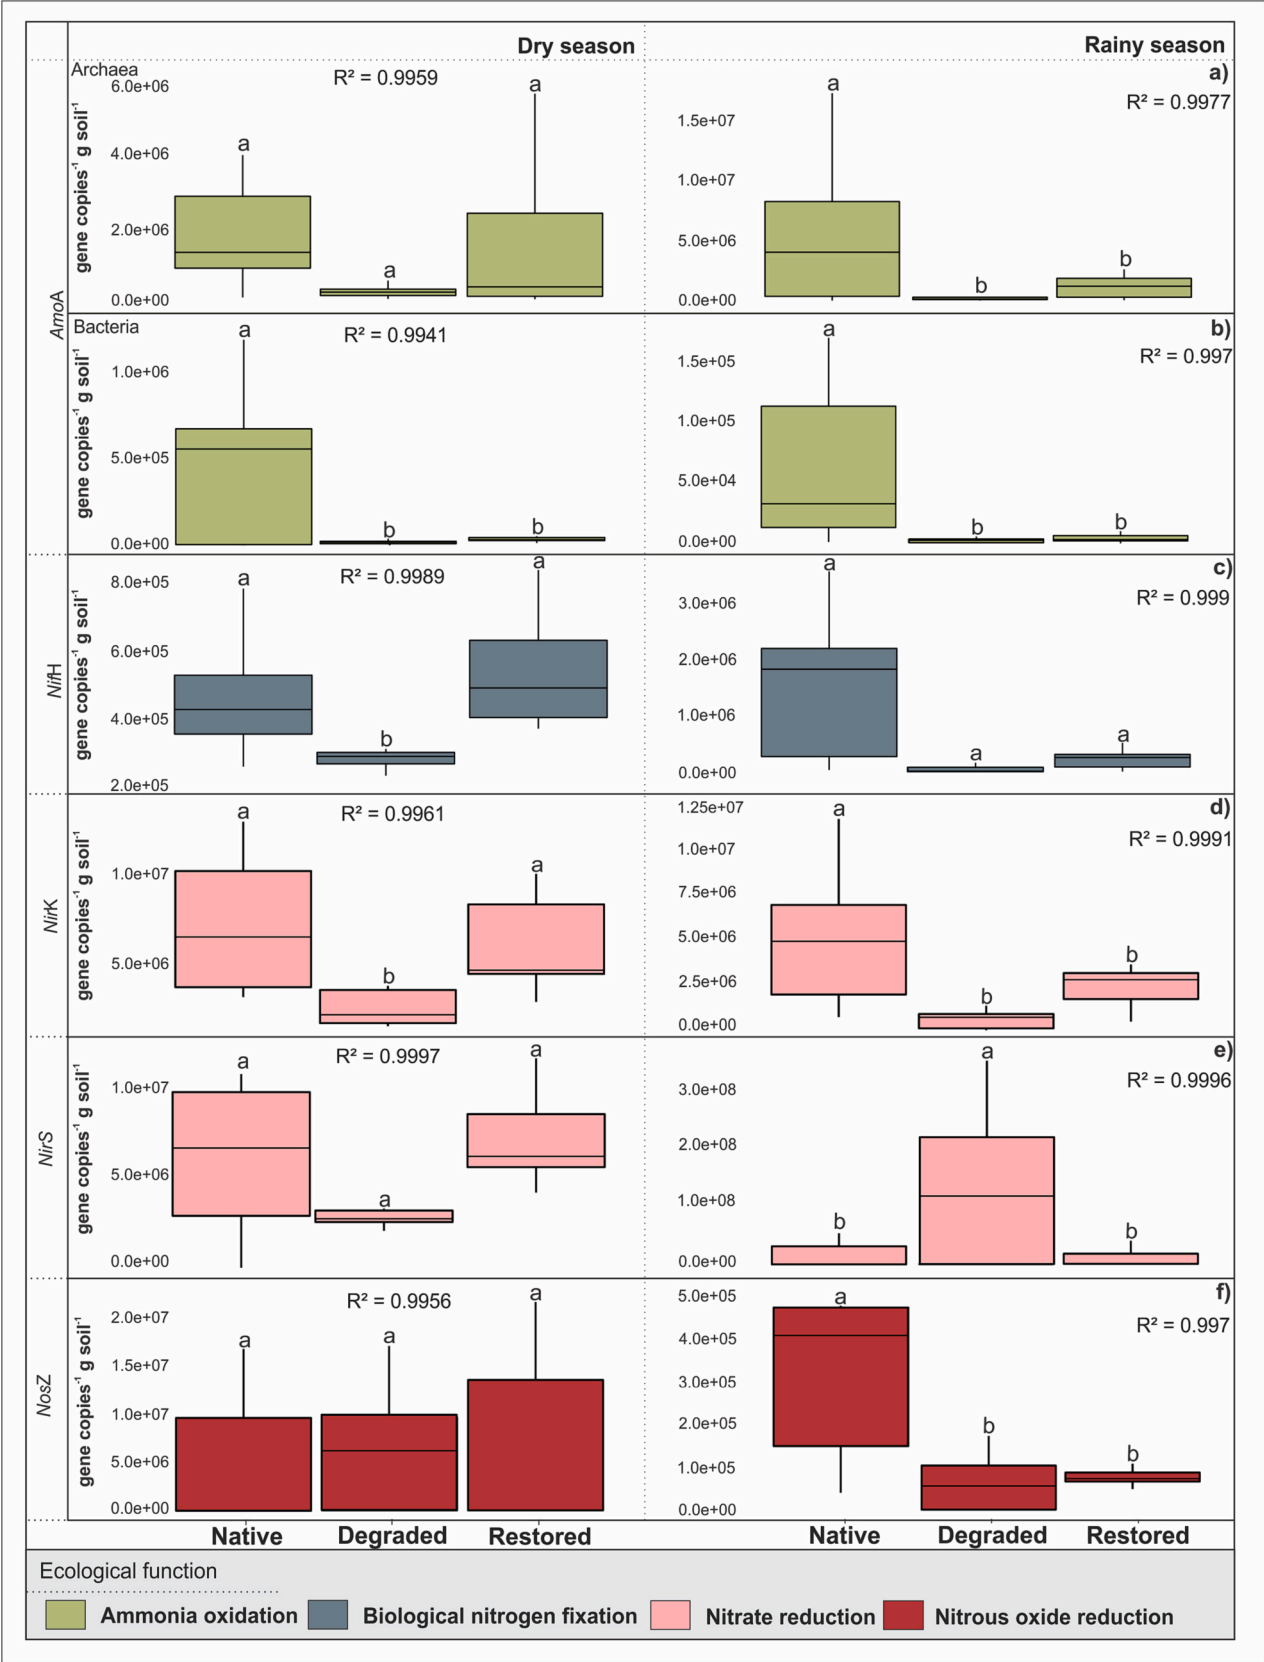 Dry season
Rainy season
AmoA
Archaea
R² = 0.9959
gene copies⁻¹ g soil⁻¹
6.0e+06
4.0e+06
2.0e+06
0.0e+00
a
a
a
a)
R² = 0.9977
1.5e+07
1.0e+07
5.0e+06
0.0e+00
a
b
b
Bacteria
R² = 0.9941
gene copies⁻¹ g soil⁻¹
1.0e+06
5.0e+05
0.0e+00
a
b
b
b)
R² = 0.997
1.5e+05
1.0e+05
5.0e+04
0.0e+00
a
b
b
NifH
R² = 0.9989
gene copies⁻¹ g soil⁻¹
8.0e+05
6.0e+05
4.0e+05
2.0e+05
a
b
a
c)
R² = 0.999
3.0e+06
2.0e+06
1.0e+06
0.0e+00
a
a
a
NirK
R² = 0.9961
gene copies⁻¹ g soil⁻¹
1.0e+07
5.0e+06
a
b
a
d)
R² = 0.9991
1.25e+07
1.0e+07
7.5e+06
5.0e+06
2.5e+06
0.0e+00
a
b
b
NirS
R² = 0.9997
gene copies⁻¹ g soil⁻¹
1.0e+07
5.0e+06
0.0e+00
a
a
a
e)
R² = 0.9996
3.0e+08
2.0e+08
1.0e+08
0.0e+00
b
a
b
NosZ
R² = 0.9956
gene copies⁻¹ g soil⁻¹
2.0e+07
1.5e+07
1.0e+07
5.0e+06
0.0e+00
a
a
a
f)
R² = 0.997
5.0e+05
4.0e+05
3.0e+05
2.0e+05
1.0e+05
0.0e+00
a
b
b
Native Degraded Restored
Native Degraded Restored
Ecological function
Ammonia oxidation Biological nitrogen fixation Nitrate reduction Nitrous oxide reduction